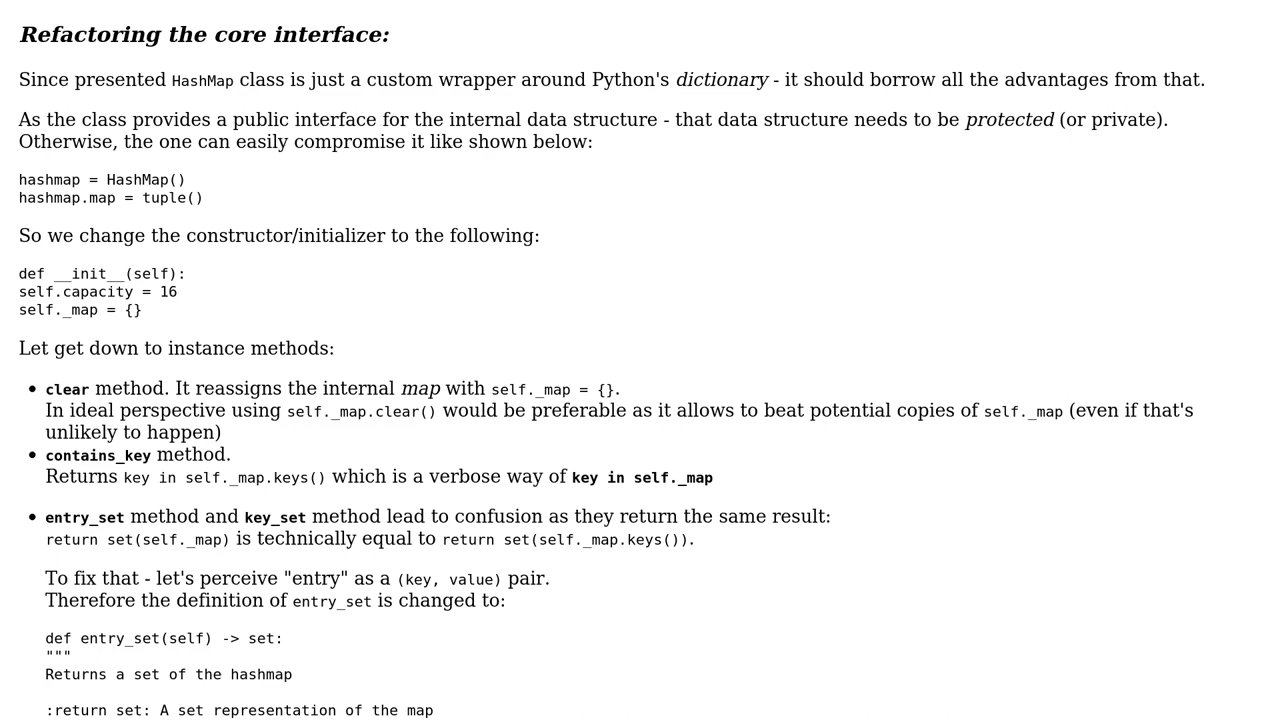 Refactoring the core interface:
Since presented HashMap class is just a custom wrapper around Python's dictionary - it should borrow all the advantages from that.
As the class provides a public interface for the internal data structure - that data structure needs to be protected (or private).
Otherwise, the one can easily compromise it like shown below:
hashmap = HashMap()
hashmap.map = tuple()
So we change the constructor/initializer to the following:
def __init__(self):
self.capacity = 16
self._map = {}
Let get down to instance methods:
• clear method. It reassigns the internal map with self._map = {}.
In ideal perspective using self._map.clear() would be preferable as it allows to beat potential copies of self._map (even if that's
unlikely to happen)
• contains_key method.
Returns key in self._map.keys() which is a verbose way of key in self._map
• entry_set method and key_set method lead to confusion as they return the same result:
return set(self._map) is technically equal to return set(self._map.keys()).
To fix that - let's perceive "entry" as a (key, value) pair.
Therefore the definition of entry_set is changed to:
def entry_set(self) -> set:
"""
Returns a set of the hashmap
:return set: A set representation of the map